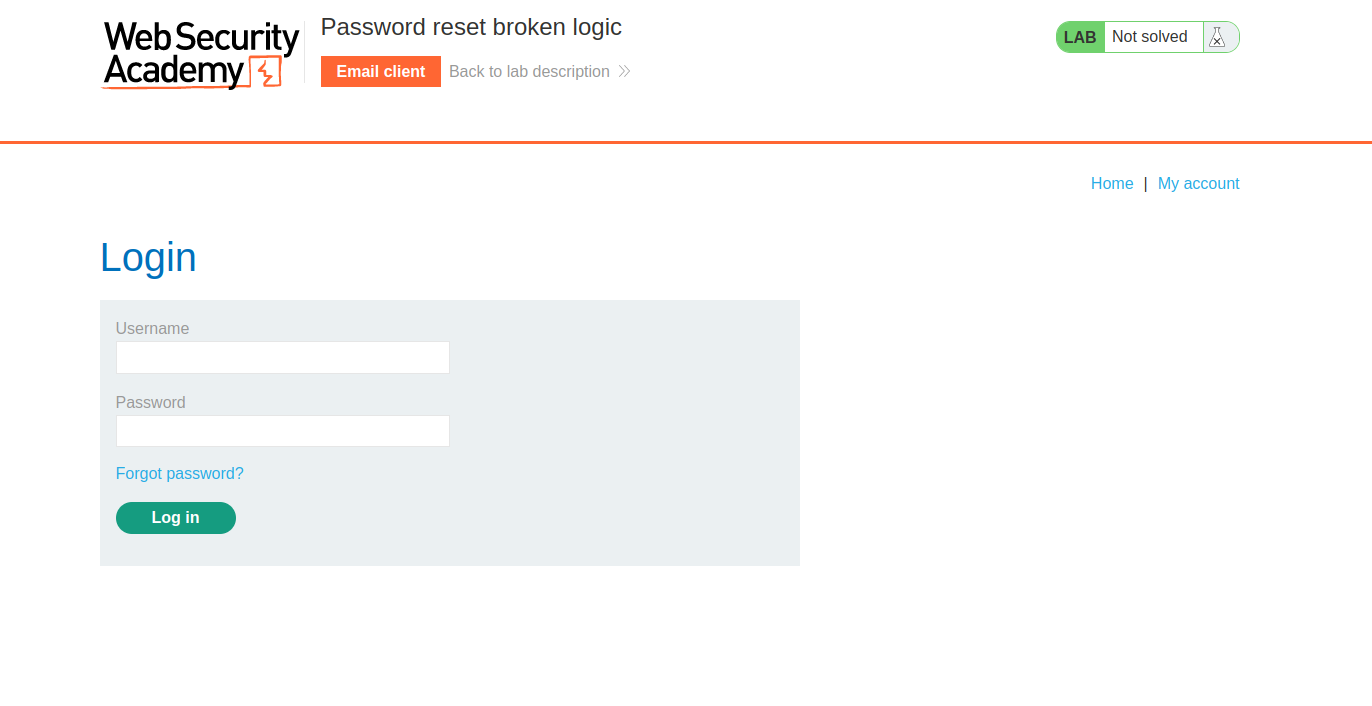 Web Security
Academy
Password reset broken logic
Email client
Back to lab description
LAB
Not solved
Home | My account
Login
Username
Password
Forgot password?
Log in